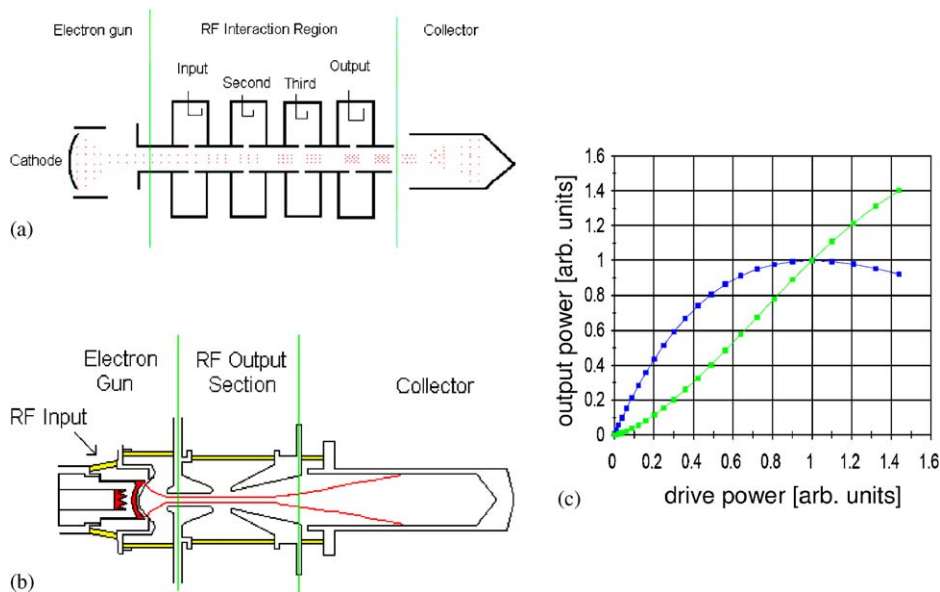 Electron gun
RF Interaction Region
Collector
Input
Second
Third
Output
Cathode
(a)
Electron
Gun
RF Output
Section
Collector
RF Input
(b)
output power [arb. units]
1.6
1.4
1.2
1.0
0.8
0.6
0.4
0.2
0
0 0.2 0.4 0.6 0.8 1 1.2 1.4 1.6
drive power [arb. units]
(c)